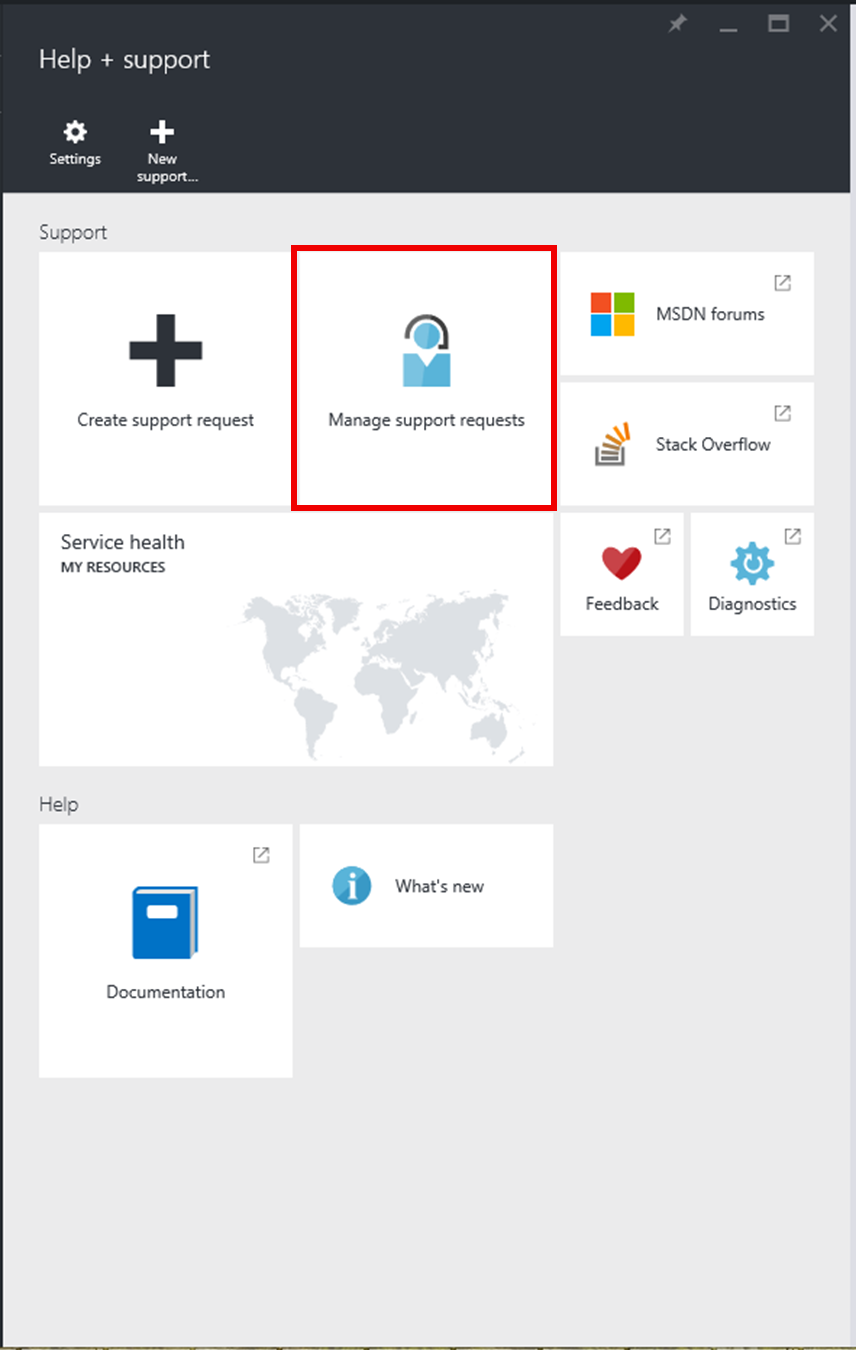 Help + support
Settings
New
support...
Support
Create support request
Manage support requests
MSDN forums
Stack Overflow
Service health
MY RESOURCES
Feedback
Diagnostics
Help
Documentation
What's new